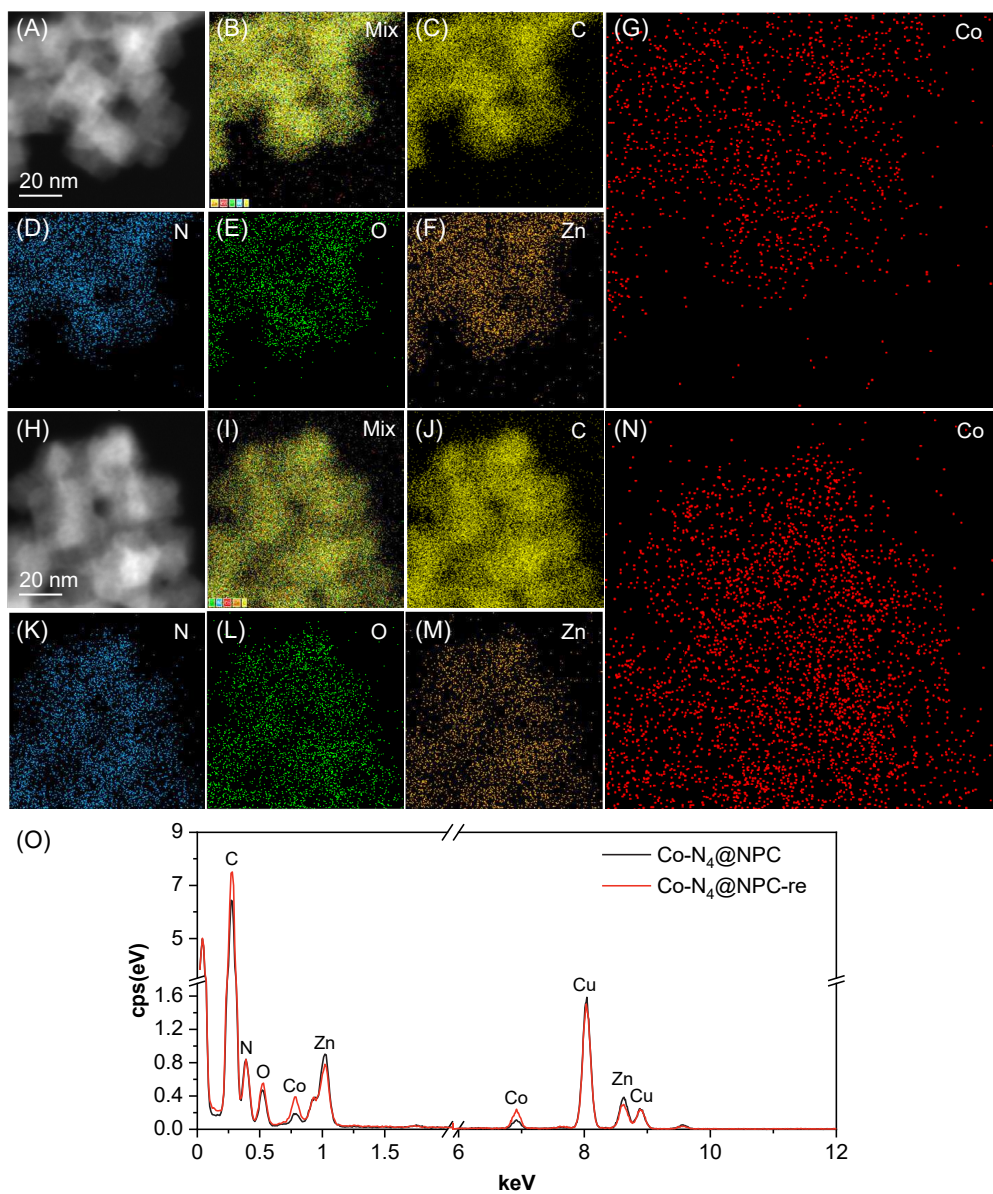 (A)
20 nm
(B) Mix
(C) C
(G) Co
(D) N
(E) O
(F) Zn
(H)
20 nm
(I) Mix
(J) C
(N) Co
(K) N
(L) O
(M) Zn
(O)
9
7
5
1.6
1.2
0.8
0.4
0.0
cps(eV)
C
N
O
Co
Zn
Co
Cu
Zn
Cu
Co-N₄@NPC
Co-N₄@NPC-re
0 0.5 1 1.5 6 8 10 12
keV